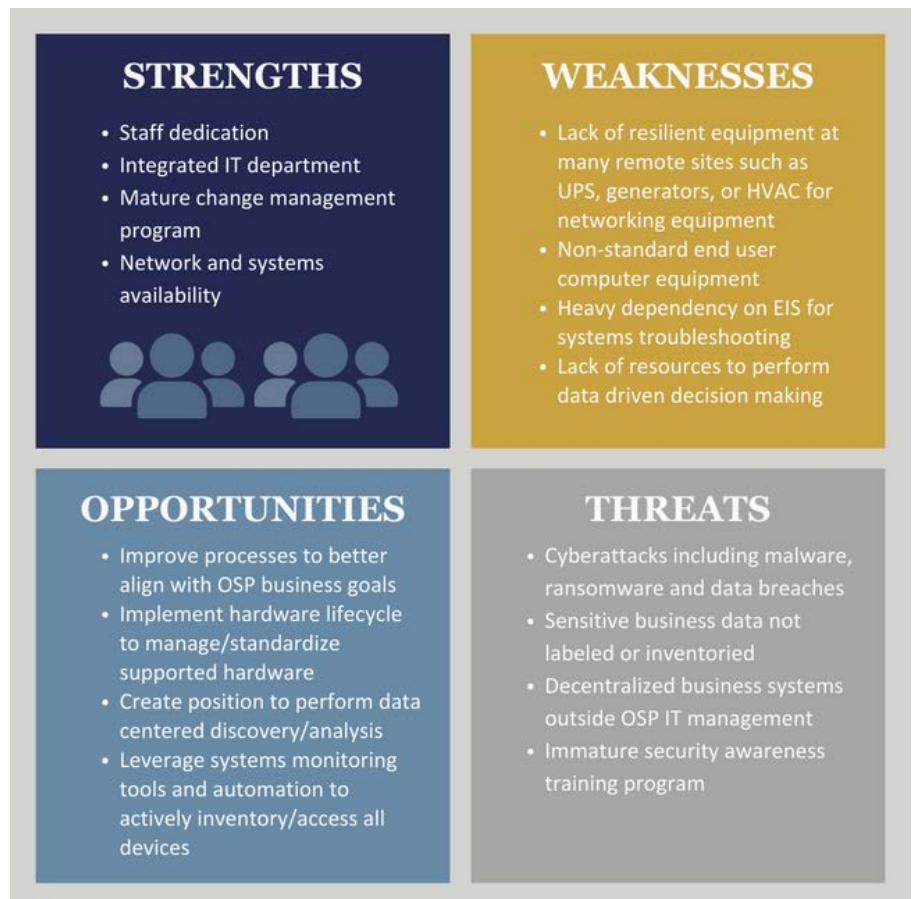 STRENGTHS
• Staff dedication
• Integrated IT department
• Mature change management
program
• Network and systems
availability
WEAKNESSES
• Lack of resilient equipment at
many remote sites such as
UPS, generators, or HVAC for
networking equipment
• Non-standard end user
computer equipment
• Heavy dependency on EIS for
systems troubleshooting
• Lack of resources to perform
data driven decision making
OPPORTUNITIES
• Improve processes to better
align with OSP business goals
• Implement hardware lifecycle
to manage/standardize
supported hardware
• Create position to perform data
centered discovery/analysis
• Leverage systems monitoring
tools and automation to
actively inventory/access all
devices
THREATS
• Cyberattacks including malware,
ransomware and data breaches
• Sensitive business data not
labeled or inventoried
• Decentralized business systems
outside OSP IT management
• Immature security awareness
training program